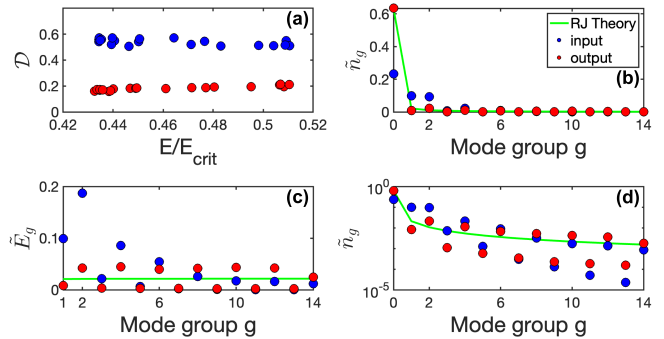 (a)
0.6
0.4
0.2
0
𝒟
0.42 0.44 0.46 0.48 0.5 0.52
E/E_crit
(b)
0.6
0.4
0.2
0
ñ_g
RJ Theory
input
output
0 2 4 6 8 10 12 14
Mode group g
(c)
0.2
0.1
0
Ẽ_g
1 2 4 6 8 10 12 14
Mode group g
(d)
10^0
10^-5
ñ_g
0 2 6 10 14
Mode group g